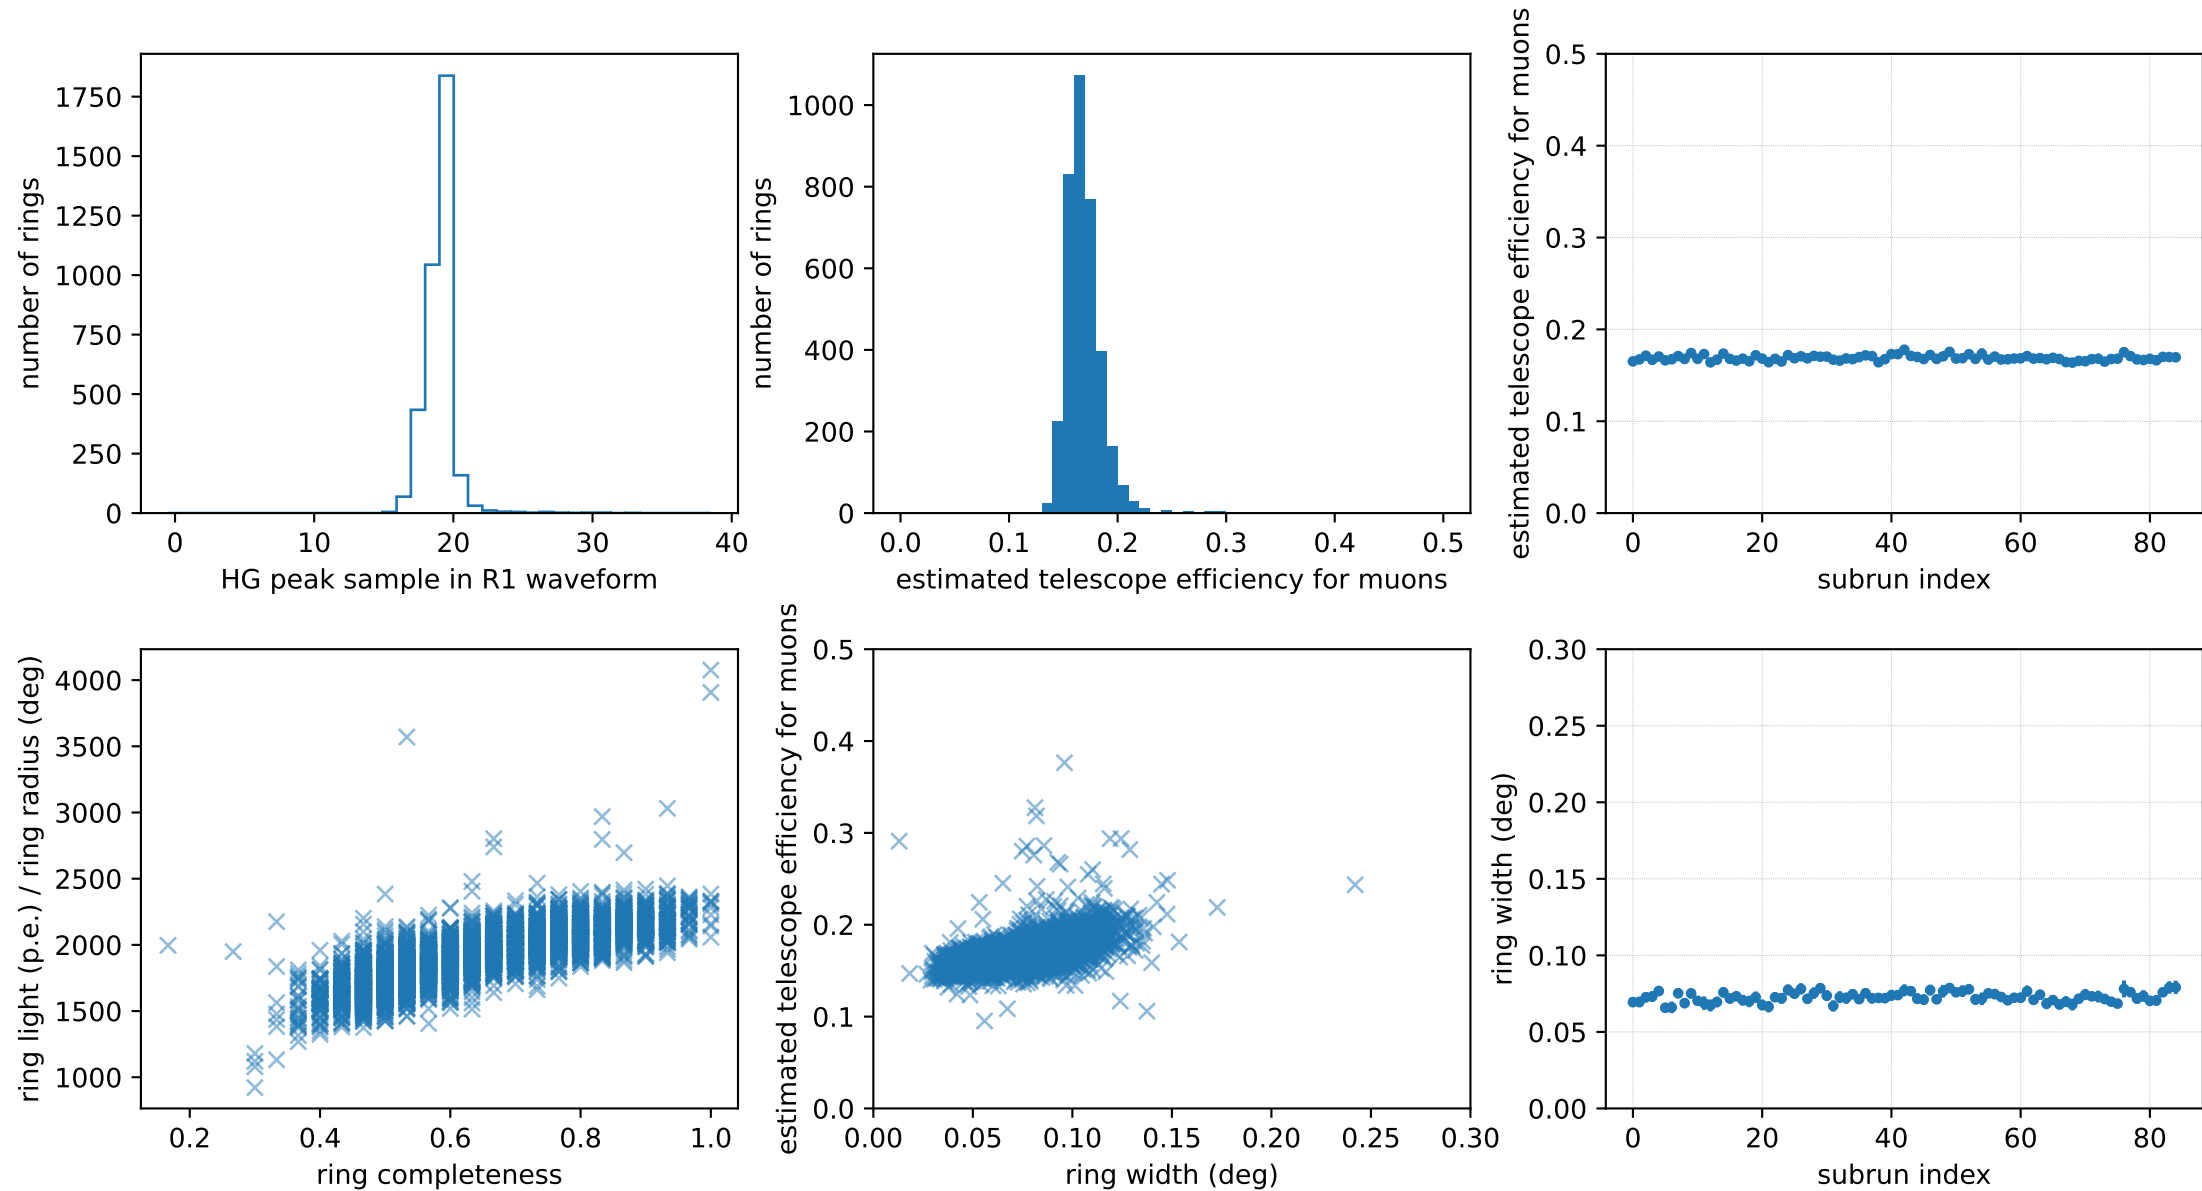 number of rings
1750
1500
1250
1000
750
500
250
0
0 10 20 30 40
HG peak sample in R1 waveform
number of rings
1000
800
600
400
200
0
0.0 0.1 0.2 0.3 0.4 0.5
estimated telescope efficiency for muons
estimated telescope efficiency for muons
0.5
0.4
0.3
0.2
0.1
0.0
0 20 40 60 80
subrun index
ring light (p.e.) / ring radius (deg)
4000
3500
3000
2500
2000
1500
1000
0.2 0.4 0.6 0.8 1.0
ring completeness
estimated telescope efficiency for muons
0.5
0.4
0.3
0.2
0.1
0.0
0.00 0.05 0.10 0.15 0.20 0.25 0.30
ring width (deg)
ring width (deg)
0.30
0.25
0.20
0.15
0.10
0.05
0.00
0 20 40 60 80
subrun index